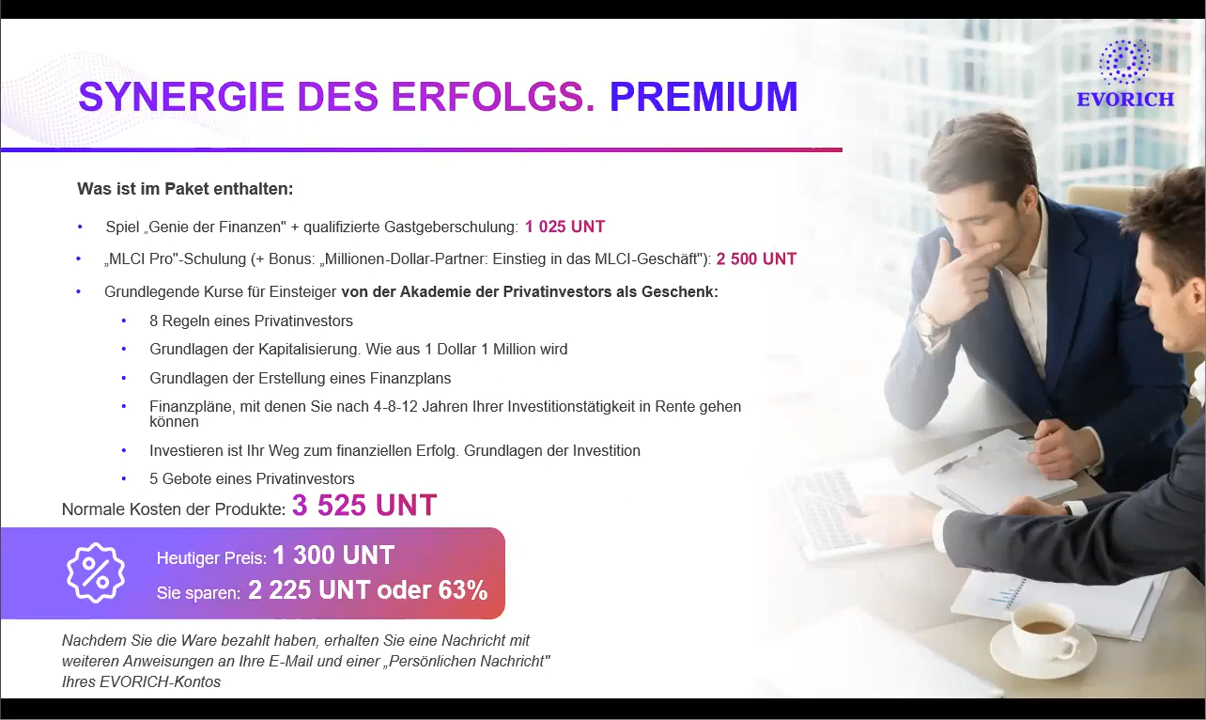 SYNERGIE DES ERFOLGS. PREMIUM
EVORICH
Was ist im Paket enthalten:
• Spiel „Genie der Finanzen" + qualifizierte Gastgeberschulung: 1 025 UNT
• „MLCI Pro"-Schulung (+ Bonus: „Millionen-Dollar-Partner: Einstieg in das MLCI-Geschäft"): 2 500 UNT
• Grundlegende Kurse für Einsteiger von der Akademie der Privatinvestors als Geschenk:
• 8 Regeln eines Privatinvestors
• Grundlagen der Kapitalisierung. Wie aus 1 Dollar 1 Million wird
• Grundlagen der Erstellung eines Finanzplans
• Finanzpläne, mit denen Sie nach 4-8-12 Jahren Ihrer Investitionstätigkeit in Rente gehen
können
• Investieren ist Ihr Weg zum finanziellen Erfolg. Grundlagen der Investition
• 5 Gebote eines Privatinvestors
Normale Kosten der Produkte: 3 525 UNT
Heutiger Preis: 1 300 UNT
Sie sparen: 2 225 UNT oder 63%
Nachdem Sie die Ware bezahlt haben, erhalten Sie eine Nachricht mit
weiteren Anweisungen an Ihre E-Mail und einer „Persönlichen Nachricht"
Ihres EVORICH-Kontos